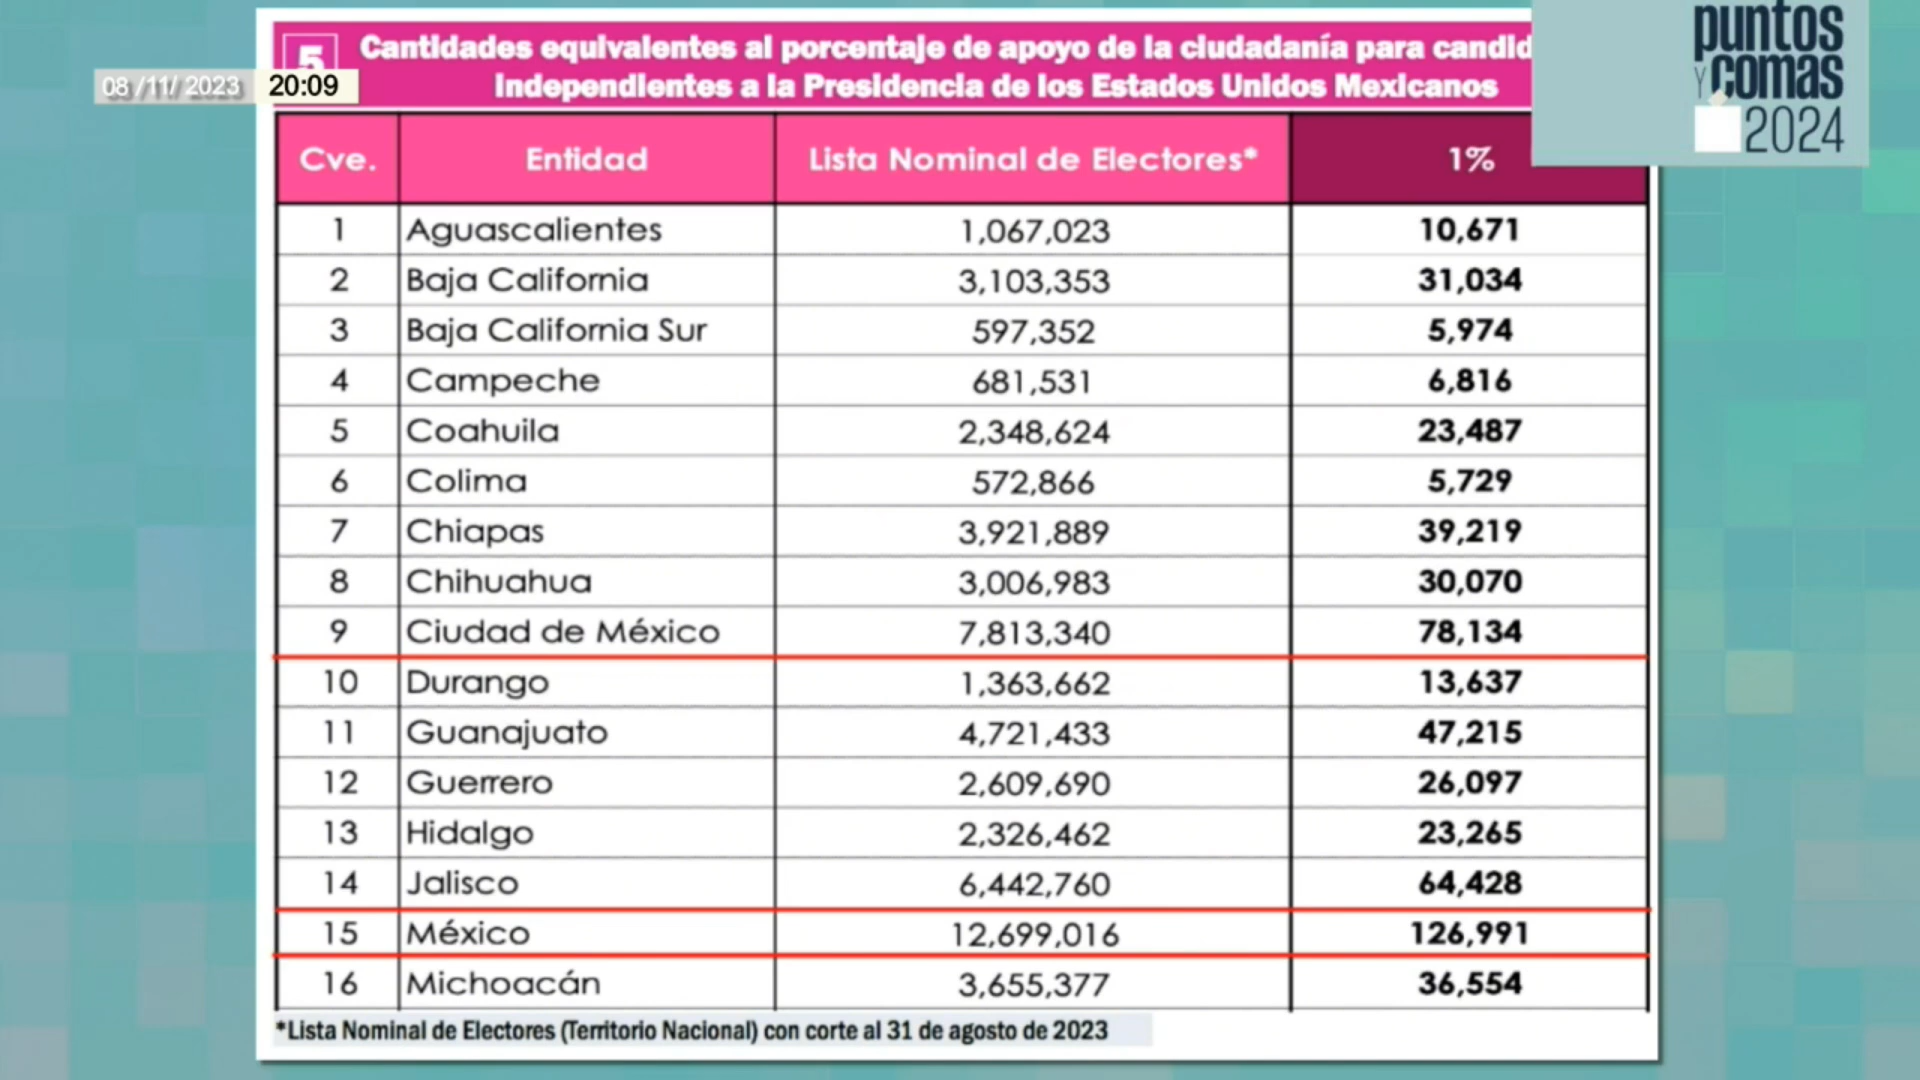 5 Cantidades equivalentes al porcentaje de apoyo de la ciudadanía para
Independientes a la Presidencia de los Estados Unidos Mexicanos
08 /11/ 2023 20:09
puntos
Y comas
2024
Cve. Entidad Lista Nominal de Electores* 1%
1 Aguascalientes 1,067,023 10,671
2 Baja California 3,103,353 31,034
3 Baja California Sur 597,352 5,974
4 Campeche 681,531 6,816
5 Coahuila 2,348,624 23,487
6 Colima 572,866 5,729
7 Chiapas 3,921,889 39,219
8 Chihuahua 3,006,983 30,070
9 Ciudad de México 7,813,340 78,134
10 Durango 1,363,662 13,637
11 Guanajuato 4,721,433 47,215
12 Guerrero 2,609,690 26,097
13 Hidalgo 2,326,462 23,265
14 Jalisco 6,442,760 64,428
15 México 12,699,016 126,991
16 Michoacán 3,655,377 36,554
*Lista Nominal de Electores (Territorio Nacional) con corte al 31 de agosto de 2023